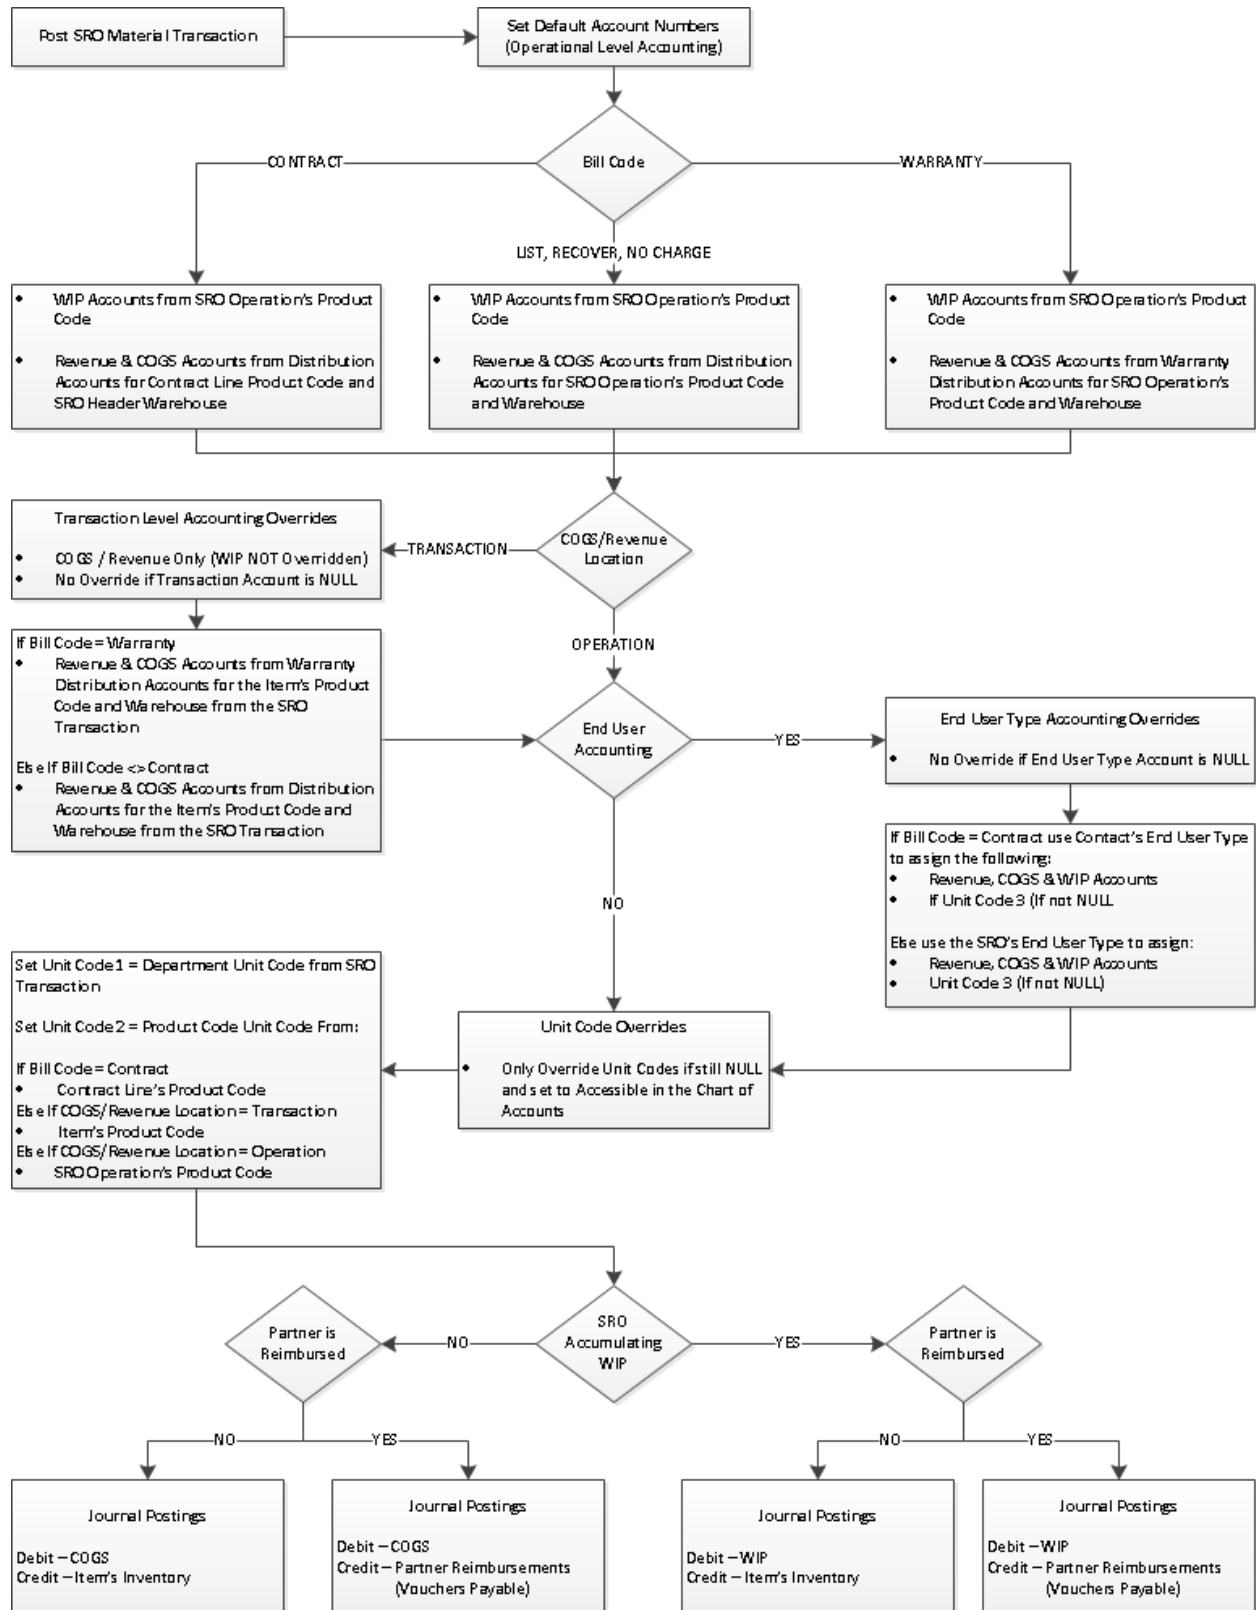 Post SRO Material Transaction
Set Default Account Numbers
(Operational Level Accounting)
Bill Code
CONTRACT
WARRANTY
LIST, RECOVER, NO CHARGE
• WIP Accounts from SRO Operation's Product
Code
• Revenue & COGS Accounts from Distribution
Accounts for Contract Line Product Code and
SRO Header Warehouse
• WIP Accounts from SRO Operation's Product
Code
• Revenue & COGS Accounts from Distribution
Accounts for SRO Operation's Product Code
and Warehouse
• WIP Accounts from SRO Operation's Product
Code
• Revenue & COGS Accounts from Warranty
Distribution Accounts for SRO Operation's
Product Code and Warehouse
COGS/Revenue
Location
TRANSACTION
OPERATION
Transaction Level Accounting Overrides
• COGS / Revenue Only (WIP NOT Overridden)
• No Override if Transaction Account is NULL
If Bill Code = Warranty
• Revenue & COGS Accounts from Warranty
Distribution Accounts for the Item's Product
Code and Warehouse from the SRO
Transaction
Else If Bill Code <> Contract
• Revenue & COGS Accounts from Distribution
Accounts for the Item's Product Code and
Warehouse from the SRO Transaction
End User
Accounting
YES
NO
End User Type Accounting Overrides
• No Override if End User Type Account is NULL
If Bill Code = Contract use Contact's End User Type
to assign the following:
• Revenue, COGS & WIP Accounts
• If Unit Code 3 (If not NULL
Else use the SRO's End User Type to assign:
• Revenue, COGS & WIP Accounts
• Unit Code 3 (If not NULL)
Unit Code Overrides
• Only Override Unit Codes if still NULL
and set to Accessible in the Chart of
Accounts
Set Unit Code 1 = Department Unit Code from SRO
Transaction
Set Unit Code 2 = Product Code Unit Code From:
If Bill Code = Contract
• Contract Line's Product Code
Else If COGS/Revenue Location = Transaction
• Item's Product Code
Else If COGS/Revenue Location = Operation
• SRO Operation's Product Code
SRO
Accumulating
WIP
NO
YES
Partner is
Reimbursed
Partner is
Reimbursed
NO
YES
NO
YES
Journal Postings
Debit – COGS
Credit – Item's Inventory
Journal Postings
Debit – COGS
Credit – Partner Reimbursements
(Vouchers Payable)
Journal Postings
Debit – WIP
Credit – Item's Inventory
Journal Postings
Debit – WIP
Credit – Partner Reimbursements
(Vouchers Payable)